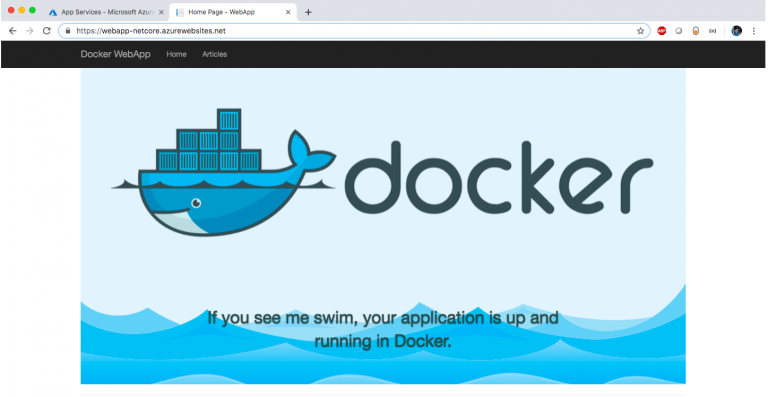 App Services - Microsoft Azur
Home Page - WebApp
https://webapp-netcore.azurewebsites.net
ABP
Docker WebApp Home Articles
docker
If you see me swim, your application is up and
running in Docker.